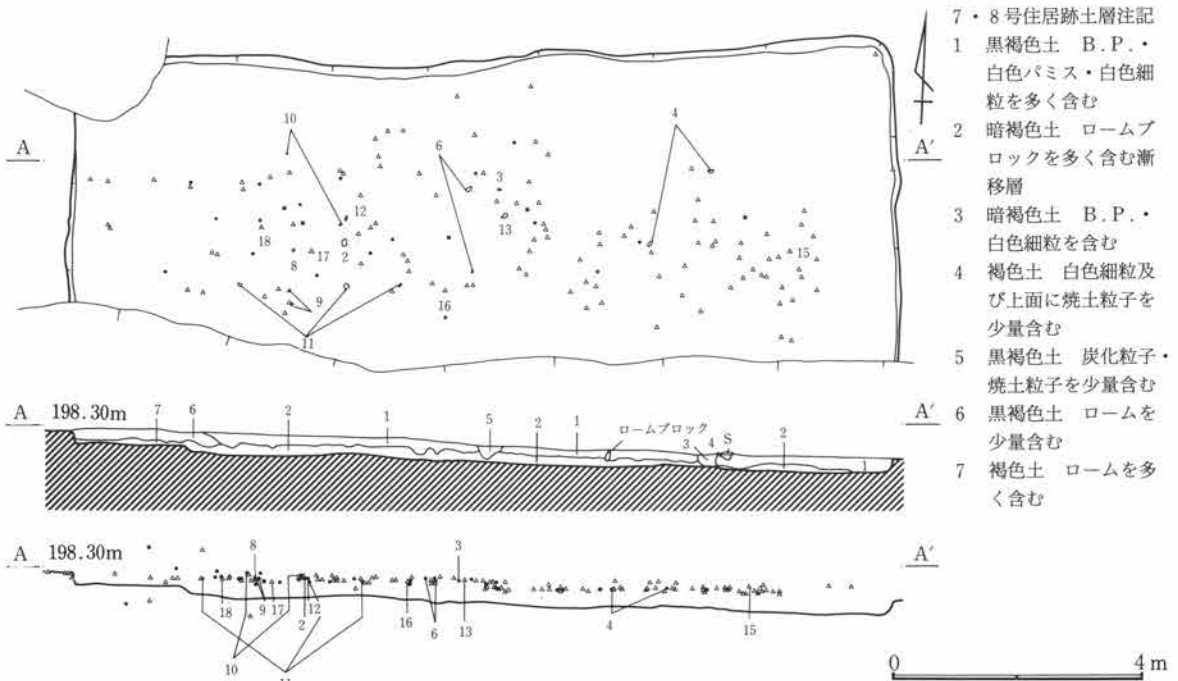 7・8号住居跡土層注記
1 黒褐色土 B.P.・
白色パミス・白色細
粒を多く含む
2 暗褐色土 ロームブ
ロックを多く含む漸
移層
3 暗褐色土 B.P.・
白色細粒を含む
4 褐色土 白色細粒及
び上面に焼土粒子を
少量含む
5 黒褐色土 炭化粒子・
焼土粒子を少量含む
6 黒褐色土 ロームを
少量含む
7 褐色土 ロームを多
く含む
10
6
4
A
A′
3
12
13
18
17
2
15
8
9
16
11
A 198.30m
A′
7
6
2
1
5
2
1
ロームブロック
3
4
S
2
1
A 198.30m
A′
8
3
18
9
17
12
2
16
6
13
4
15
10
11
0
4m